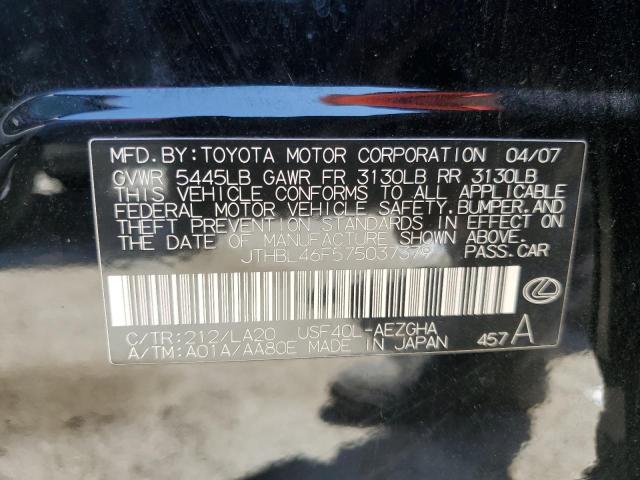 MFD.BY:TOYOTA MOTOR CORPORATION 04/07
GVWR 5445LB GAWR FR 3130LB RR 3130LB
THIS VEHICLE CONFORMS TO ALL APPLICABLE
FEDERAL MOTOR VEHICLE SAFETY,BUMPER,AND
THEFT PREVENTION STANDARDS IN EFFECT ON
THE DATE OF MANUFACTURE SHOWN ABOVE.
PASS.CAR
C/TR:212/LA20 USF40L-AEZGHA
A/TM:A01A/AA80E MADE IN JAPAN 457A